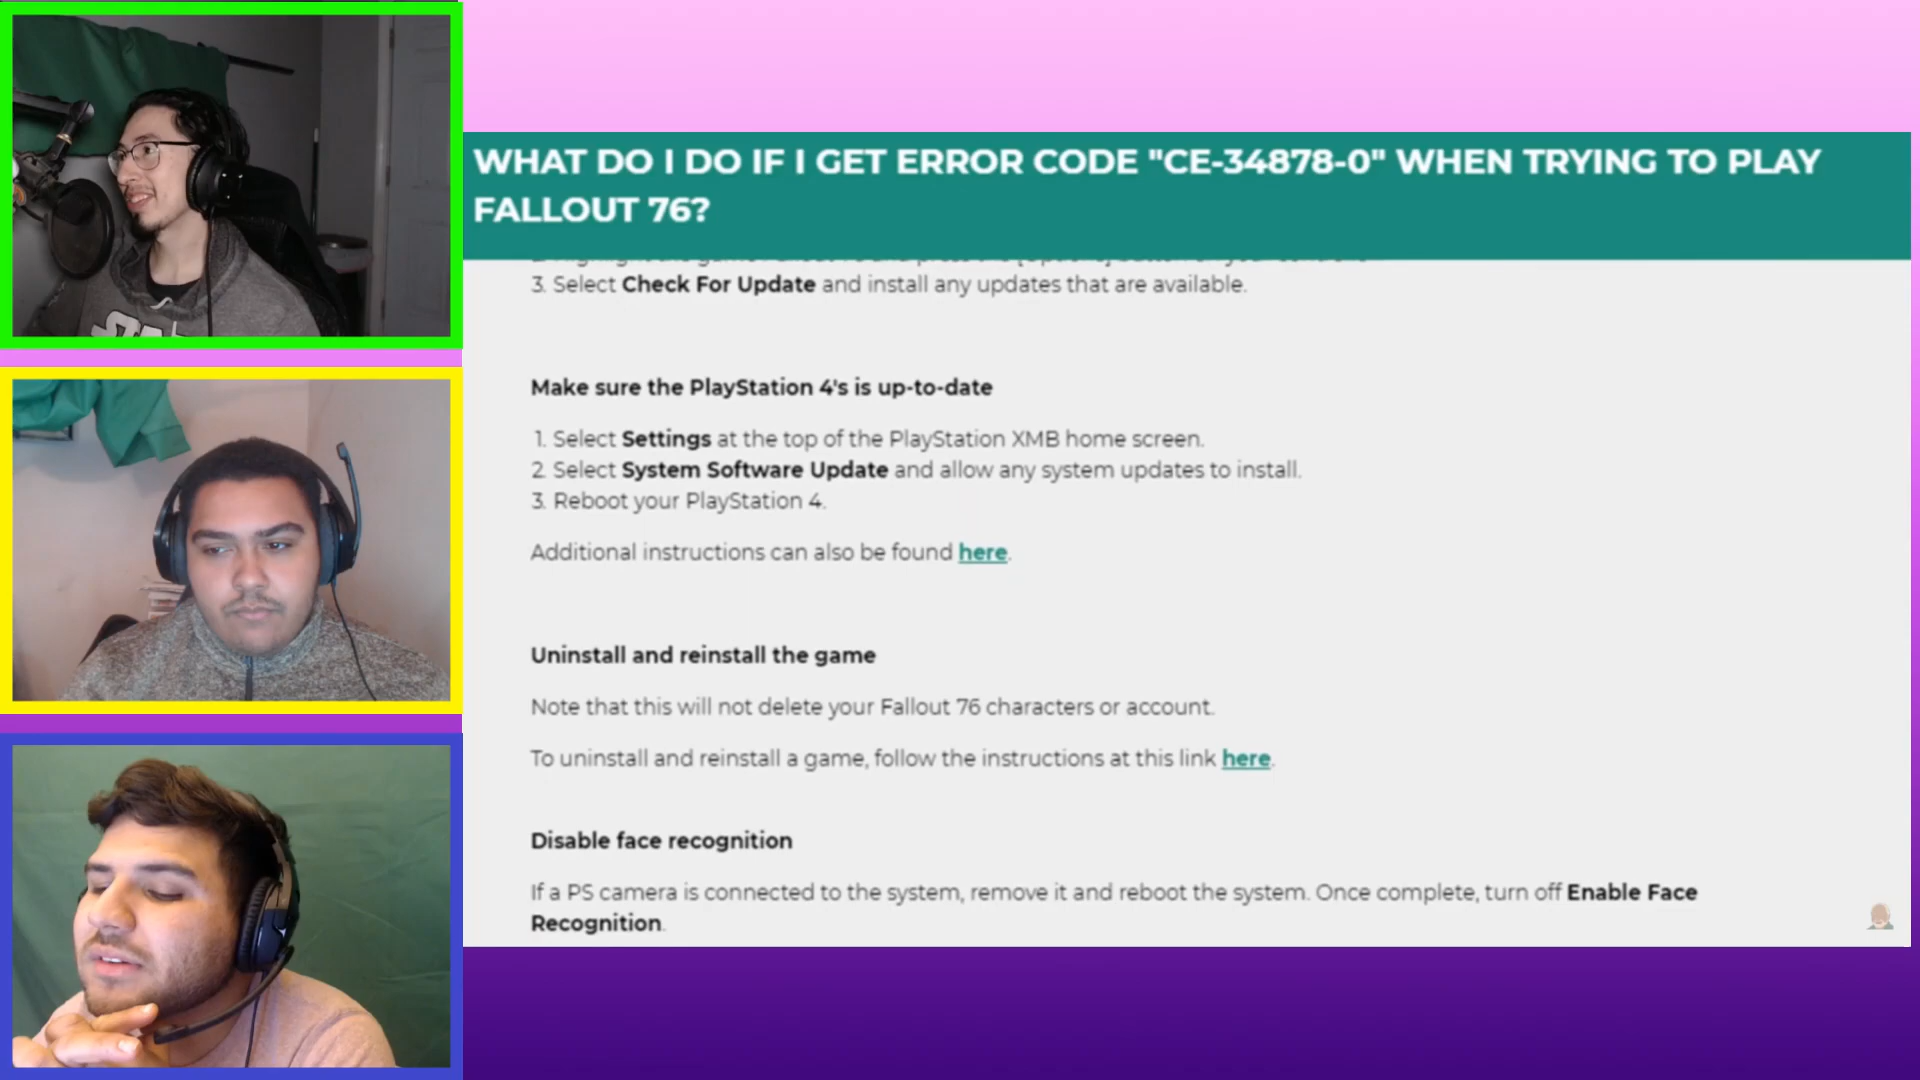 WHAT DO I DO IF I GET ERROR CODE "CE-34878-0" WHEN TRYING TO PLAY
FALLOUT 76?
3. Select Check For Update and install any updates that are available.
Make sure the PlayStation 4's is up-to-date
1. Select Settings at the top of the PlayStation XMB home screen.
2. Select System Software Update and allow any system updates to install.
3. Reboot your PlayStation 4.
Additional instructions can also be found here.
Uninstall and reinstall the game
Note that this will not delete your Fallout 76 characters or account.
To uninstall and reinstall a game, follow the instructions at this link here.
Disable face recognition
If a PS camera is connected to the system, remove it and reboot the system. Once complete, turn off Enable Face
Recognition.